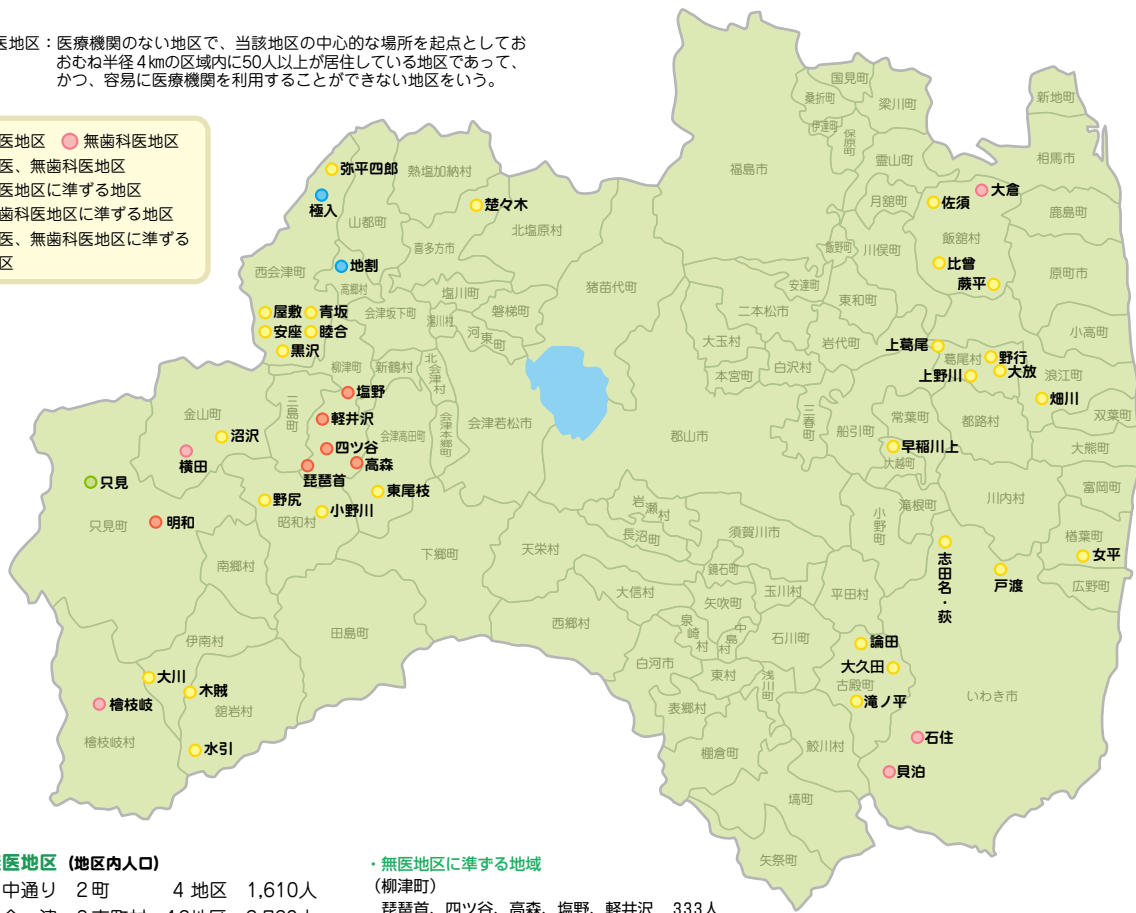 医地区：医療機関のない地区で、当該地区の中心的な場所を起点としてお
おむね半径4kmの区域内に50人以上が居住している地区であって、
かつ、容易に医療機関を利用することができない地区をいう。
医地区 無歯科医地区
医、無歯科医地区
医地区に準ずる地区
歯科医地区に準ずる地区
医、無歯科医地区に準ずる
区
国見町
桑折町
梁川町
伊達町
保原町
新地町
福島市
霊山町
相馬市
弥平四郎
熱塩加納村
極入
山都町
楚々木
北塩原村
月舘町
佐須
大倉
鹿島町
喜多方市
飯野町
川俣町
飯舘村
西会津町
地割
高郷村
猪苗代町
安達町
比曽
蕨平
原町市
塩川町
東和町
屋敷
青坂
会津坂下町
湯川村
磐梯町
二本松市
安座
睦合
河東町
大玉村
岩代町
小高町
黒沢
上葛尾
葛尾村
野行
柳津町
新鶴村
北会津村
本宮町
白沢村
上野川
大放
浪江町
塩野
三島町
畑川
金山町
軽井沢
会津高田町
会津本郷町
会津若松市
三春町
船引町
常葉町
都路村
双葉町
沼沢
郡山市
早稲川上
大熊町
横田
四ツ谷
高森
大越町
琵琶首
只見
東尾枝
富岡町
野尻
小野川
昭和村
岩瀬村
小野町
滝根町
川内村
只見町
明和
長沼町
須賀川市
楢葉町
下郷町
天栄村
志田名・荻
女平
南郷村
鏡石町
戸渡
広野町
大信村
玉川村
平田村
矢吹町
田島町
西郷村
泉崎村
中島村
石川町
伊南村
論田
白河市
大久田
大川
東村
浅川町
古殿町
木賊
いわき市
檜枝岐
舘岩村
表郷村
滝ノ平
檜枝岐村
水引
棚倉町
鮫川村
石住
貝泊
塙町
矢祭町
医地区（地区内人口）
中通り 2町 4地区 1,610人
・無医地区に準ずる地域
（柳津町）
琵琶首、四ツ谷、高森、塩野、軽井沢 333人